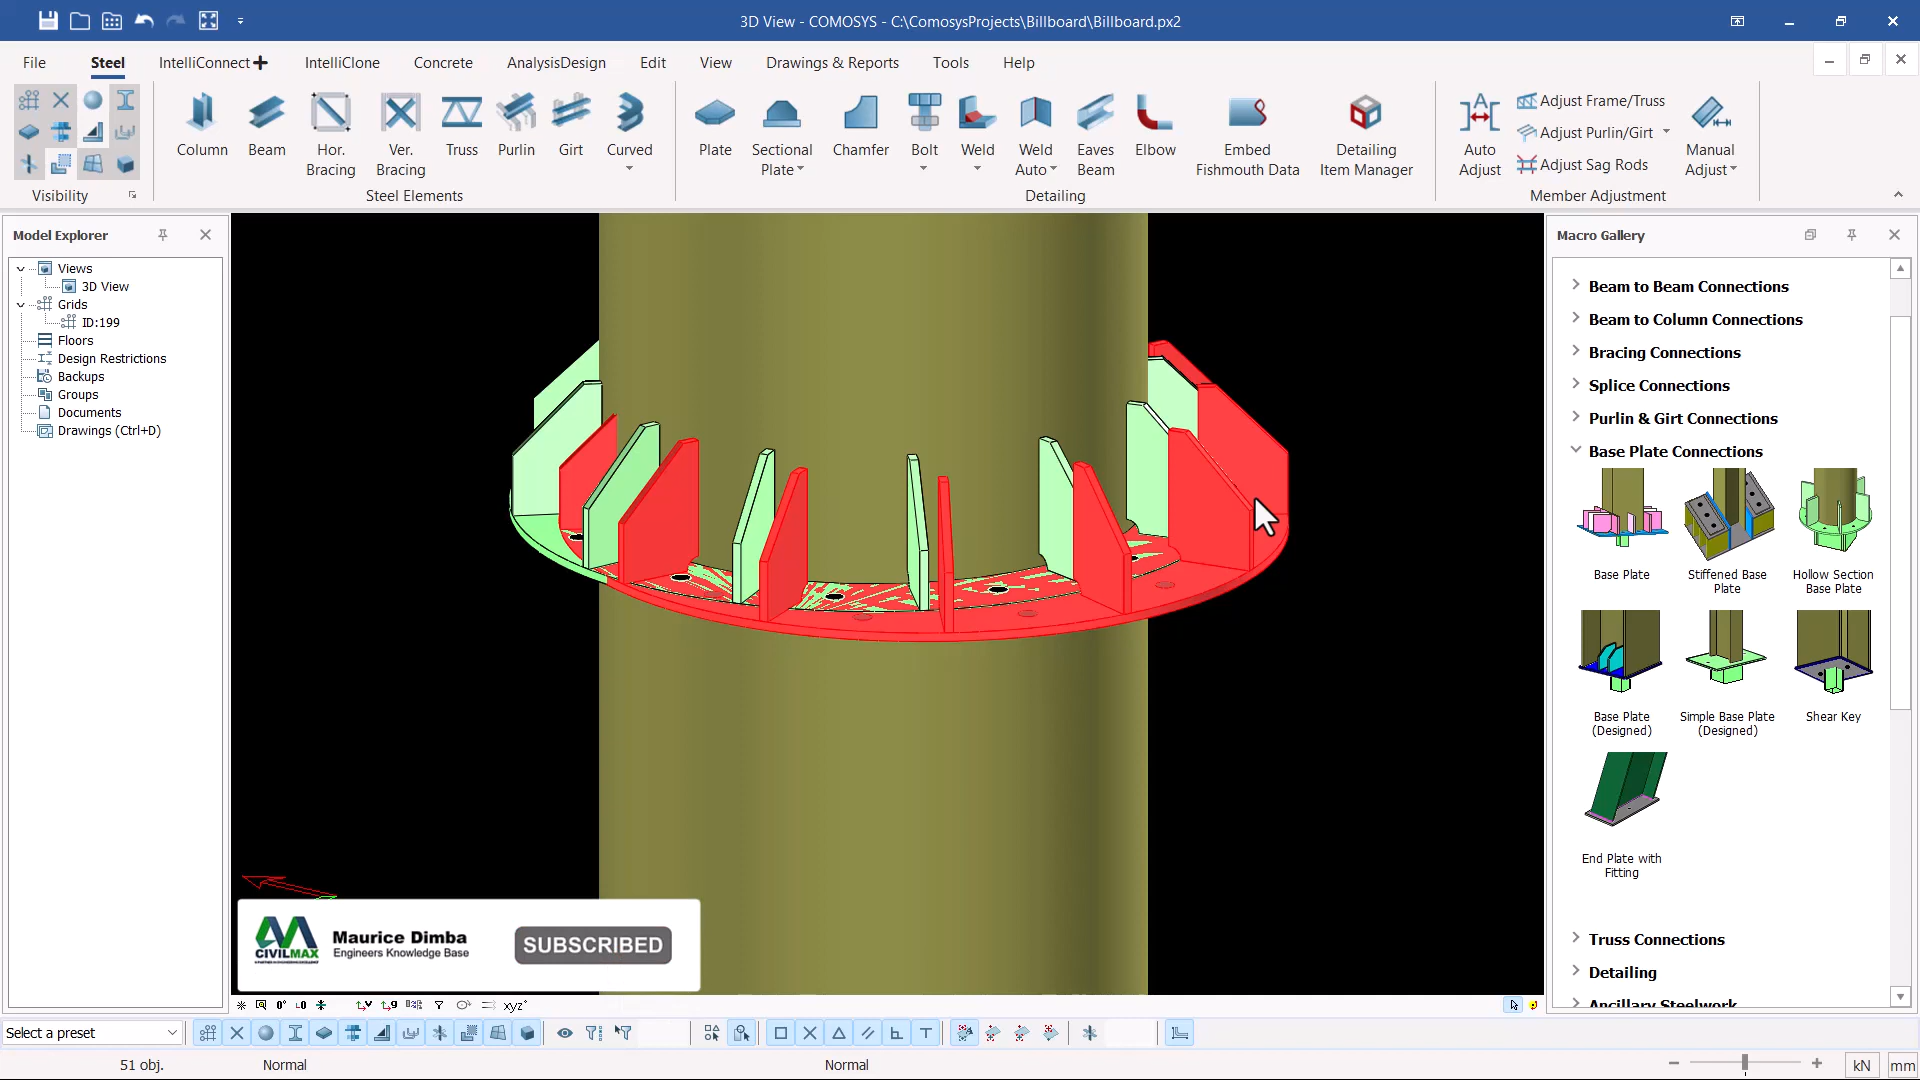 3D View - COMOSYS - C:\ComosysProjects\Billboard\Billboard.px2
File Steel IntelliConnect IntelliClone Concrete AnalysisDesign Edit View Drawings & Reports Tools Help
Column Beam Hor. Bracing Ver. Bracing Truss Purlin Girt Curved
Plate Sectional Plate Chamfer Bolt Weld Weld Auto Eaves Beam Elbow Embed Fishmouth Data Detailing Item Manager
Auto Adjust
Adjust Frame/Truss
Adjust Purlin/Girt
Adjust Sag Rods
Manual Adjust
Visibility Steel Elements Detailing Member Adjustment
Model Explorer
Views
3D View
Grids
ID:199
Floors
Design Restrictions
Backups
Groups
Documents
Drawings (Ctrl+D)
CIVILMAX
Maurice Dimba
Engineers Knowledge Base
SUBSCRIBED
xyz
Macro Gallery
Beam to Beam Connections
Beam to Column Connections
Bracing Connections
Splice Connections
Purlin & Girt Connections
Base Plate Connections
Base Plate
Stiffened Base Plate
Hollow Section Base Plate
Base Plate (Designed)
Simple Base Plate (Designed)
Shear Key
End Plate with Fitting
Truss Connections
Detailing
Ancillary Steelwork
Select a preset
51 obj. Normal Normal kN mm